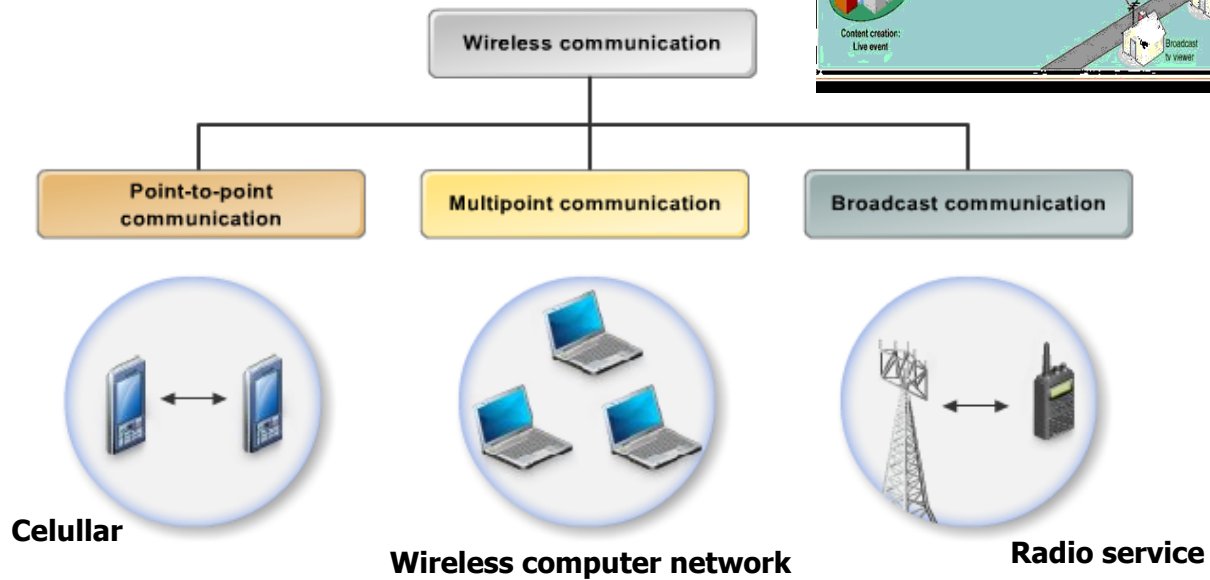 Wireless communication
Content creation:
Live event
Broadcast
tv viewer
Point-to-point
communication
Multipoint communication
Broadcast communication
Celullar
Wireless computer network
Radio service